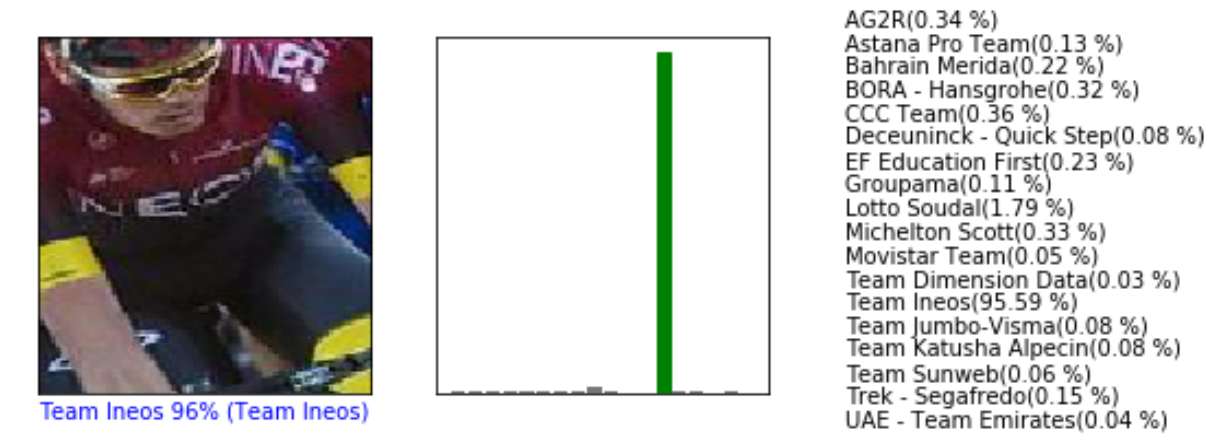 INEO
NEO
Team Ineos 96% (Team Ineos)
AG2R(0.34 %)
Astana Pro Team(0.13 %)
Bahrain Merida(0.22 %)
BORA - Hansgrohe(0.32 %)
CCC Team(0.36 %)
Deceuninck - Quick Step(0.08 %)
EF Education First(0.23 %)
Groupama(0.11 %)
Lotto Soudal(1.79 %)
Michelton Scott(0.33 %)
Movistar Team(0.05 %)
Team Dimension Data(0.03 %)
Team Ineos(95.59 %)
Team Jumbo-Visma(0.08 %)
Team Katusha Alpecin(0.08 %)
Team Sunweb(0.06 %)
Trek - Segafredo(0.15 %)
UAE - Team Emirates(0.04 %)